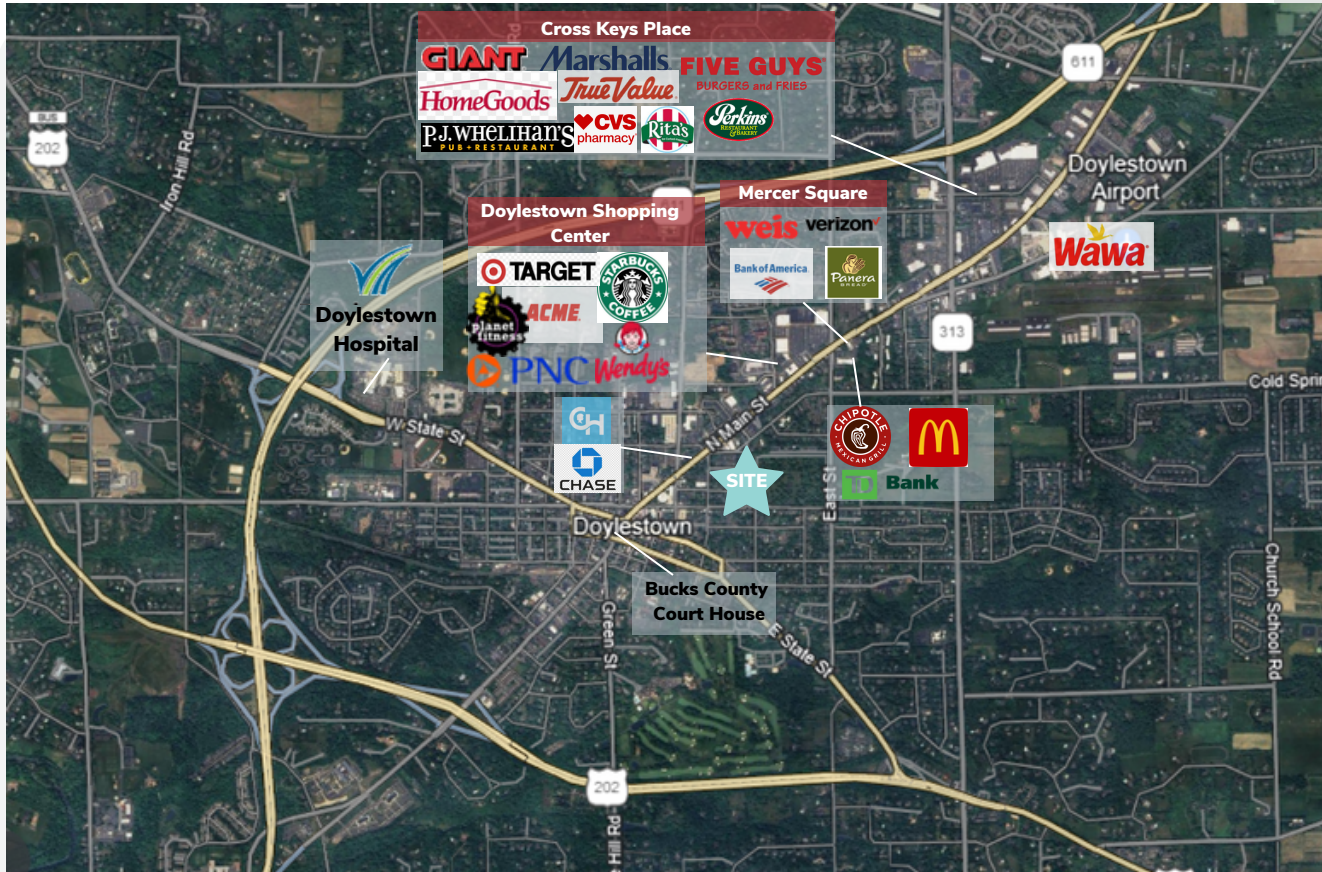 Cross Keys Place
GIANT
Marshalls
FIVE GUYS
BURGERS and FRIES
HomeGoods
True Value
P.J.WHELIHAN'S
PUB+RESTAURANT
CVS
pharmacy
Rita's
Perkins
RESTAURANT
& BAKERY
611
Doylestown
Airport
BUS
202
Iron Hill Rd
Mercer Square
weis
verizon
Bank of America
Panera
BREAD
Wawa
Doylestown Shopping
Center
TARGET
STARBUCKS
COFFEE
planet
fitness
ACME
PNC
Wendy's
Doylestown
Hospital
313
Cold Spri
W State St
N Main St
CH
CHASE
CHIPOTLE
MEXICAN GRILL
TD Bank
SITE
East St
Doylestown
Bucks County
Court House
Green St
E State St
Church School Rd
202
Hill Rd